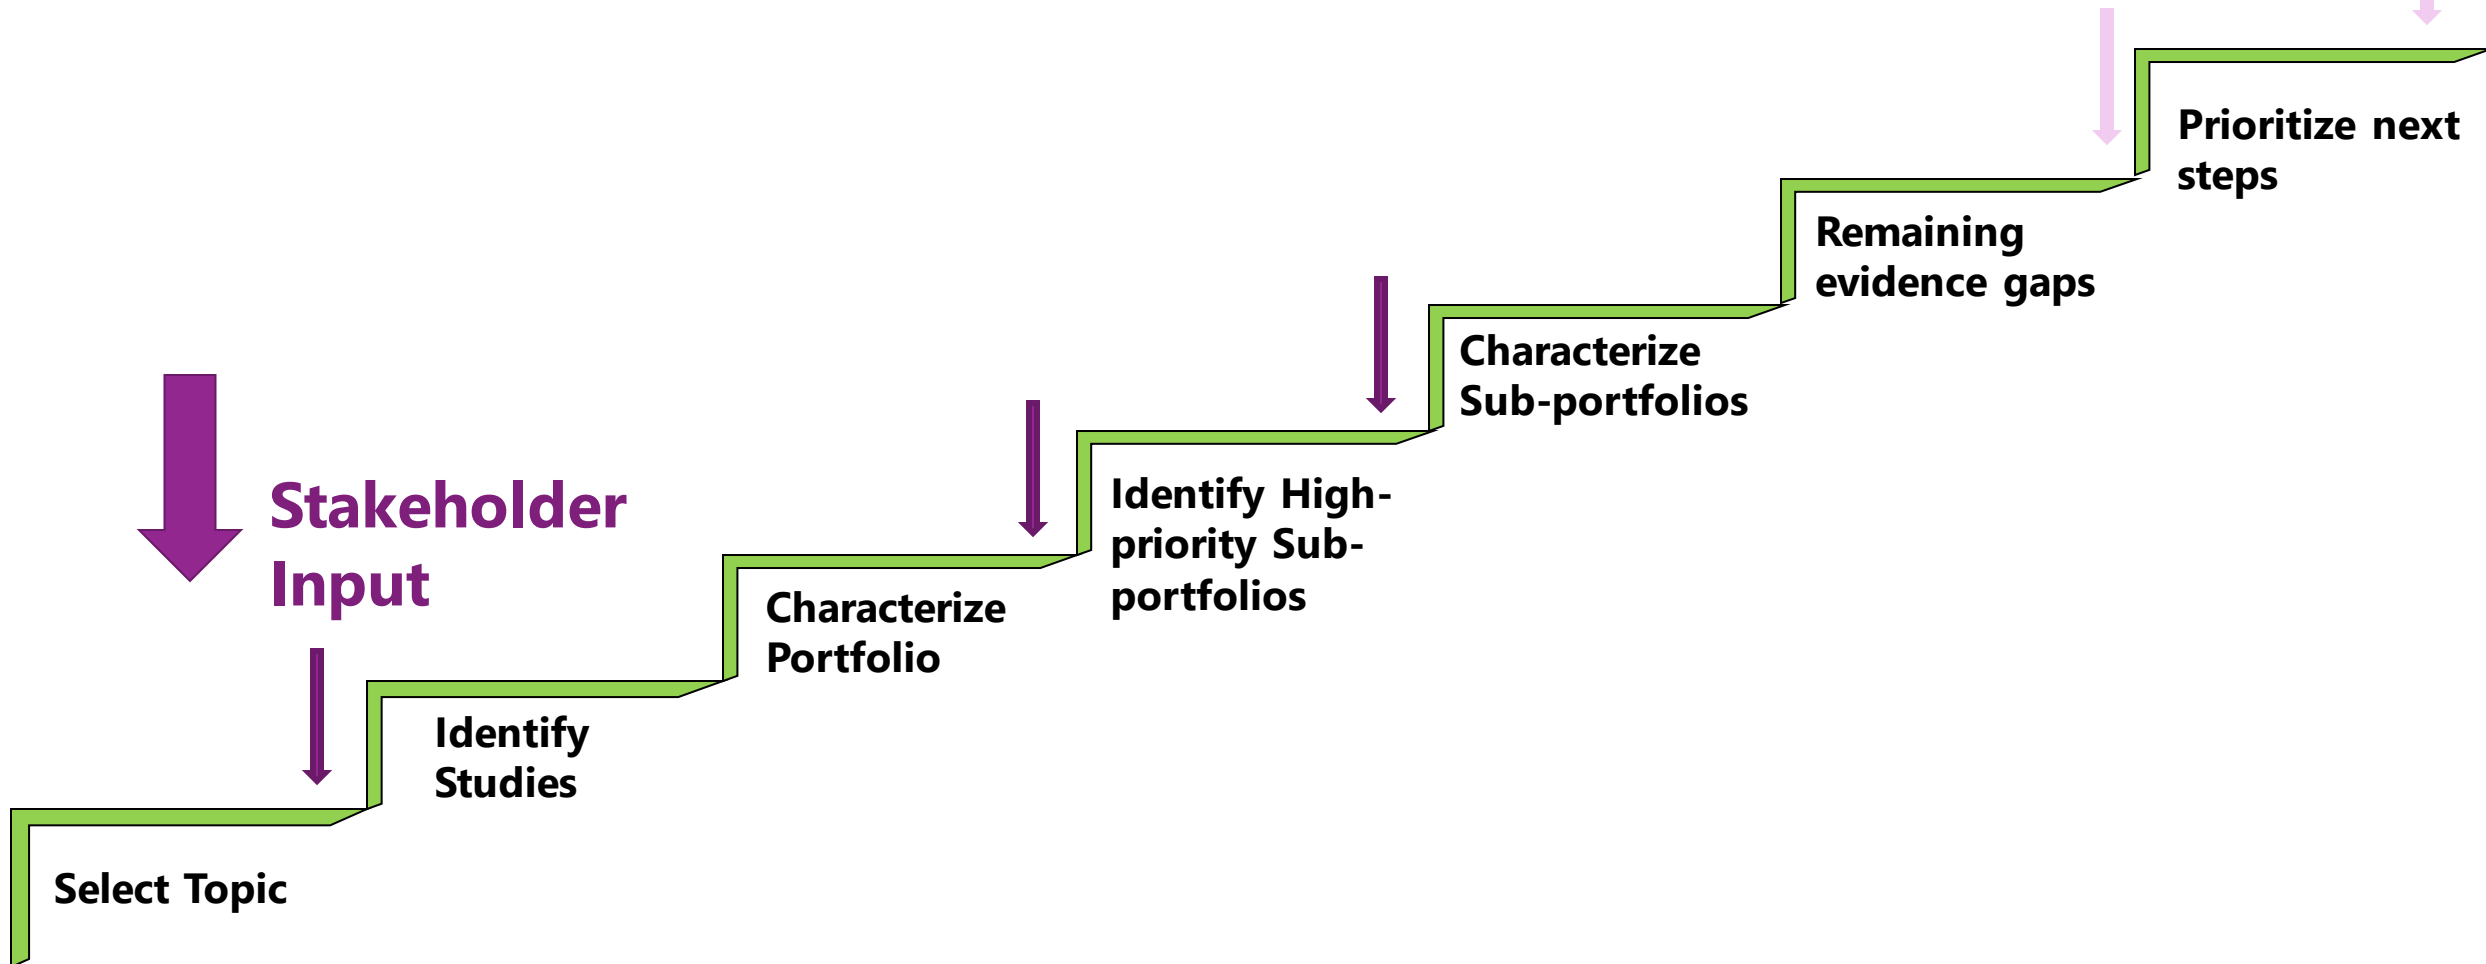 Prioritize next
steps
Remaining
evidence gaps
Characterize
Sub-portfolios
Stakeholder
Input
Identify High-
priority Sub-
portfolios
Characterize
Portfolio
Identify
Studies
Select Topic